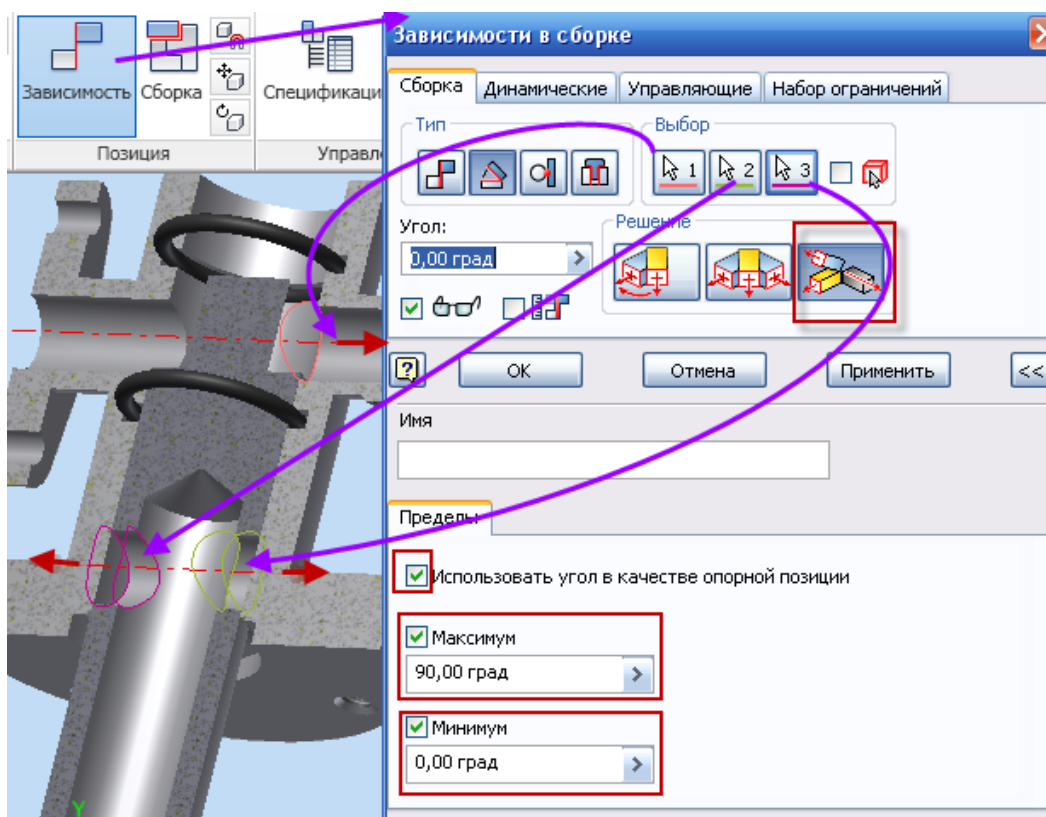 Зависимость
Сборка
Спецификаци
Позиция
Управл
Зависимости в сборке
Сборка
Динамические
Управляющие
Набор ограничений
Тип
Выбор
1
2
3
Угол:
Решение
0,00 град
ОК
Отмена
Применить
<<
Имя
Пределы
Использовать угол в качестве опорной позиции
Максимум
90,00 град
Минимум
0,00 град
Y